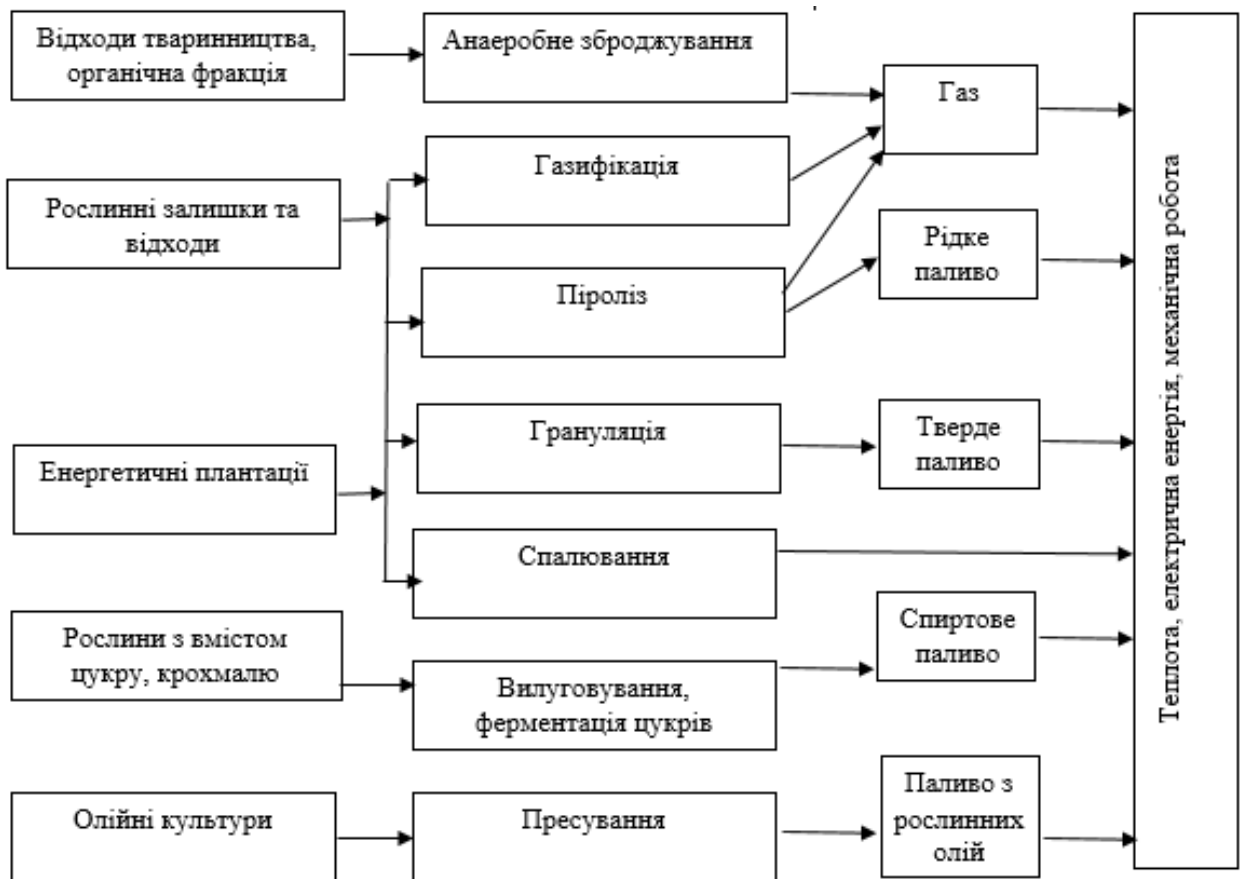 Відходи тваринництва,
органічна фракція
Анаеробне зброджування
Газ
Газифікація
Рослинні залишки та
відходи
Рідке
паливо
Піроліз
Грануляція
Тверде
паливо
Енергетичні плантації
Спалювання
Рослини з вмістом
цукру, крохмалю
Спиртове
паливо
Вилуговування,
ферментація цукрів
Олійні культури
Пресування
Паливо з
рослинних
олій
Теплота, електрична енергія, механічна робота